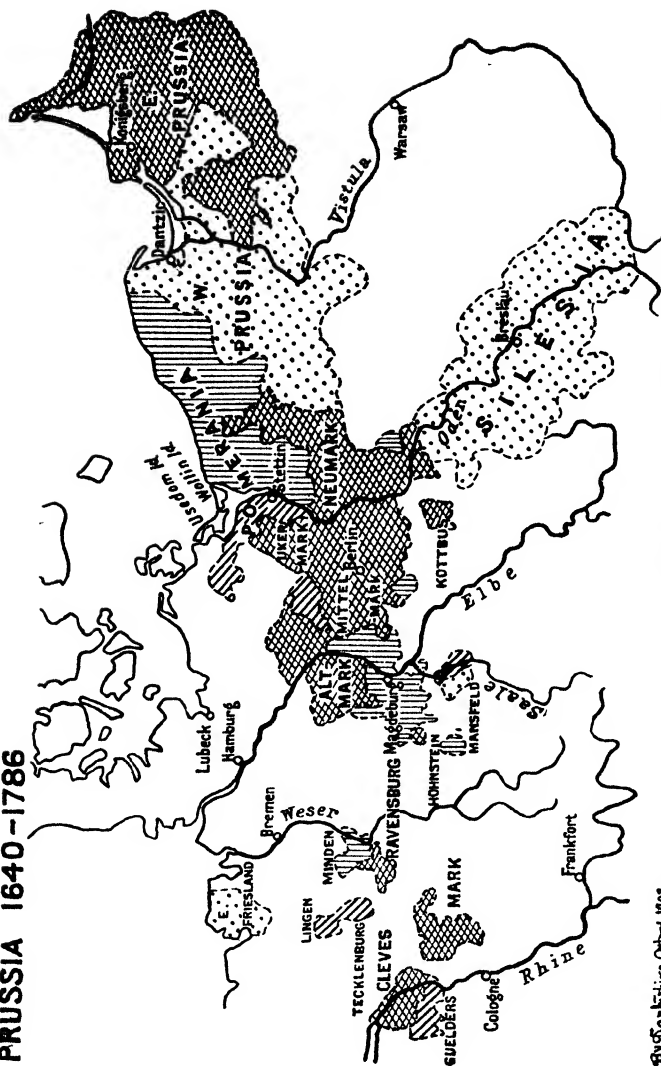 PRUSSIA 1640-1786
Königsberg
E.
PRUSSIA
Dantzic
W.
PRUSSIA
Vistula
Warsaw
POMERANIA
Usedom Id.
Wollin Id.
Stettin
NEUMARK
UKER
MARK
MITTEL
MARK
Berlin
ALT
MARK
KOTTBUS
Oder
Breslau
SILESIA
Elbe
Saale
Lubeck
Hamburg
Bremen
Weser
E.
FRIESLAND
LINGEN
TECKLENBURG
MINDEN
RAVENSBURG
Magdeburg
HOHNSTEIN
MANSFELD
CLEVES
MARK
GUELDERS
Cologne
Rhine
Frankfort